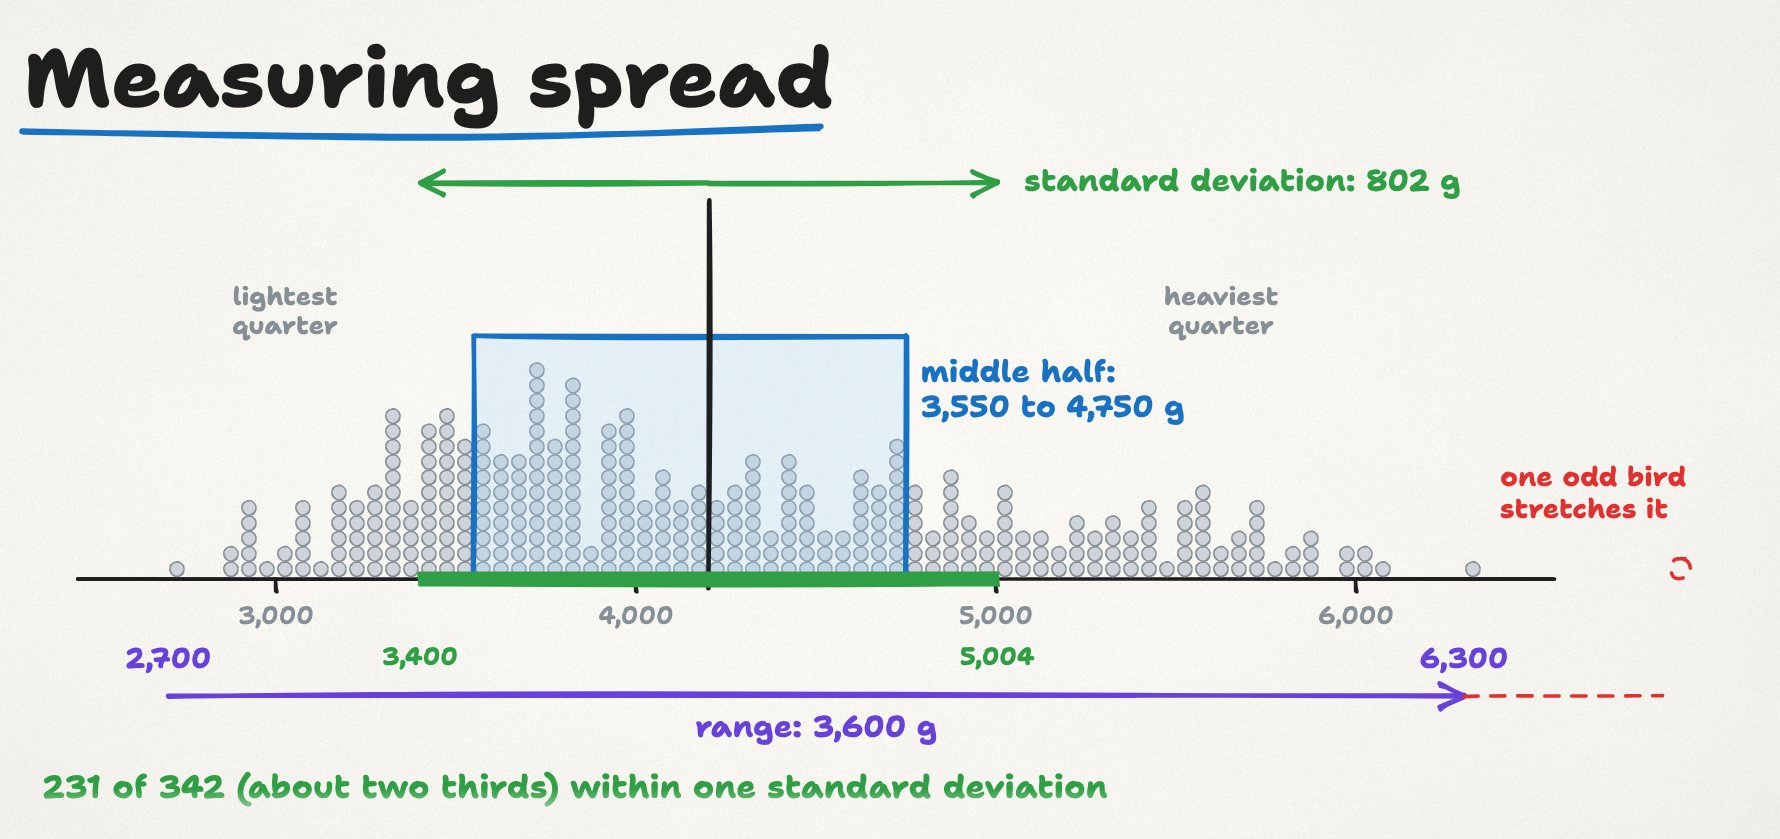 Measuring spread
standard deviation: 802 g
lightest
quarter
heaviest
quarter
middle half:
3,550 to 4,750 g
one odd bird
stretches it
3,000
4,000
5,000
6,000
2,700
3,400
5,004
6,300
range: 3,600 g
231 of 342 (about two thirds) within one standard deviation